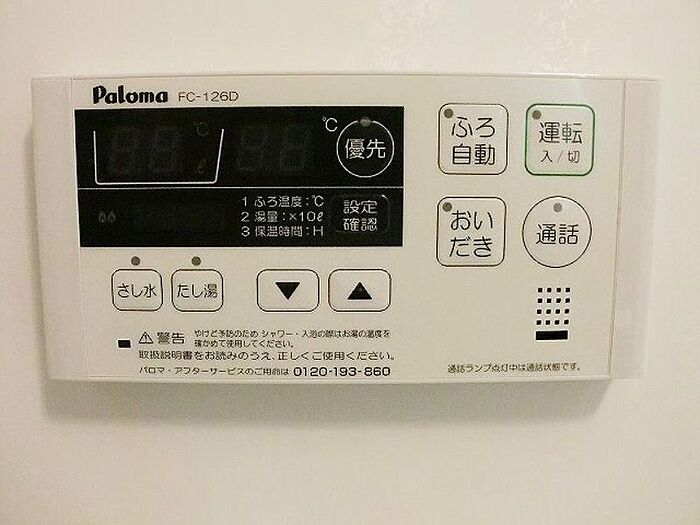 Paloma FC-126D
℃
ℓ
℃
優先
1 ふろ温度:℃
2 湯量:×10ℓ
3 保温時間:H
設定
確認
ふろ
自動
運転
入/切
おい
だき
通話
さし水
たし湯
▼
▲
⚠警告 やけど予防のため シャワー・入浴の際はお湯の温度を
確かめて使用してください。
取扱説明書をお読みのうえ、正しくご使用ください。
パロマ・アフターサービスのご用命は 0120-193-860
通話ランプ点灯中は通話状態です。